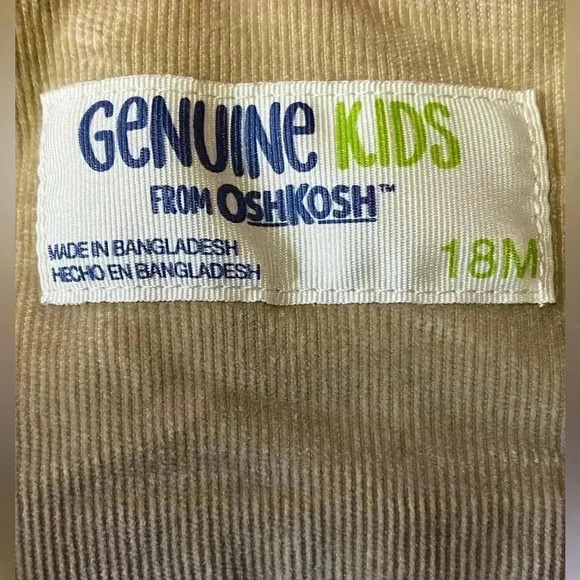 GENUINE KIDS
FROM OSHKOSH™
MADE IN BANGLADESH
HECHO EN BANGLADESH
18M